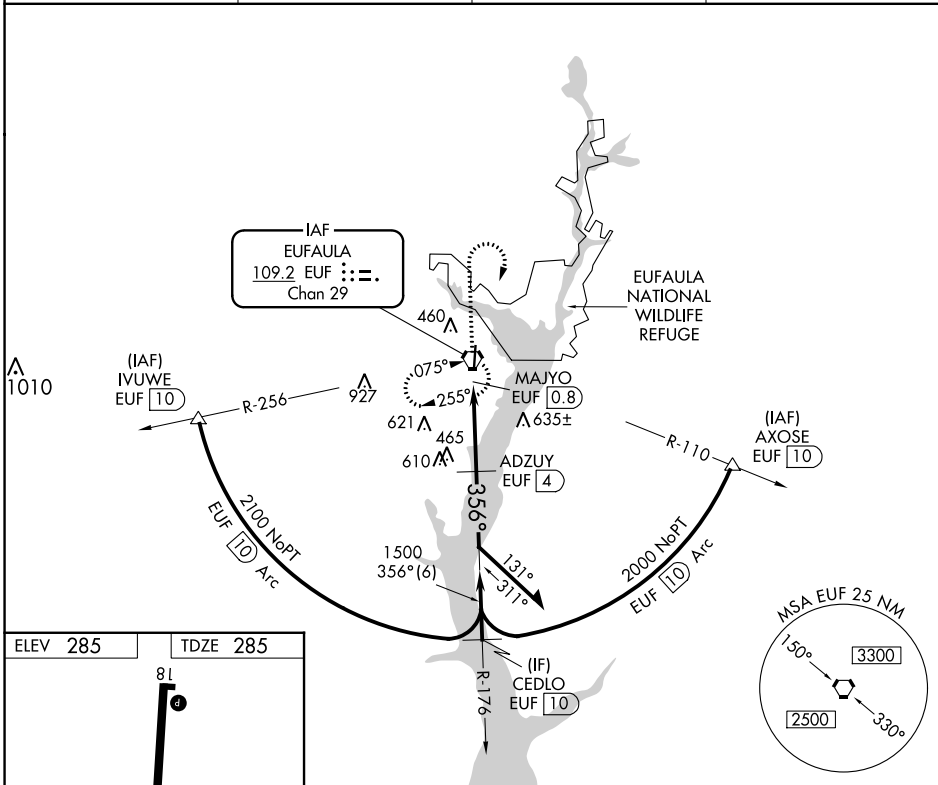 IAF
EUFAULA
109.2 EUF
Chan 29
EUFAULA
NATIONAL
WILDLIFE
REFUGE
460
1010
(IAF)
IVUWE
EUF 10
R-256
927
075°
255°
MAJYO
EUF 0.8
621
635±
465
610
ADZUY
EUF 4
(IAF)
AXOSE
EUF 10
R-110
356°
2100 NoPT
EUF 10 Arc
2000 NoPT
EUF 10 Arc
1500
356° (6)
131°
311°
(IF)
CEDLO
EUF 10
R-176
MSA EUF 25 NM
150°
3300
2500
330°
ELEV 285
TDZE 285
18
P